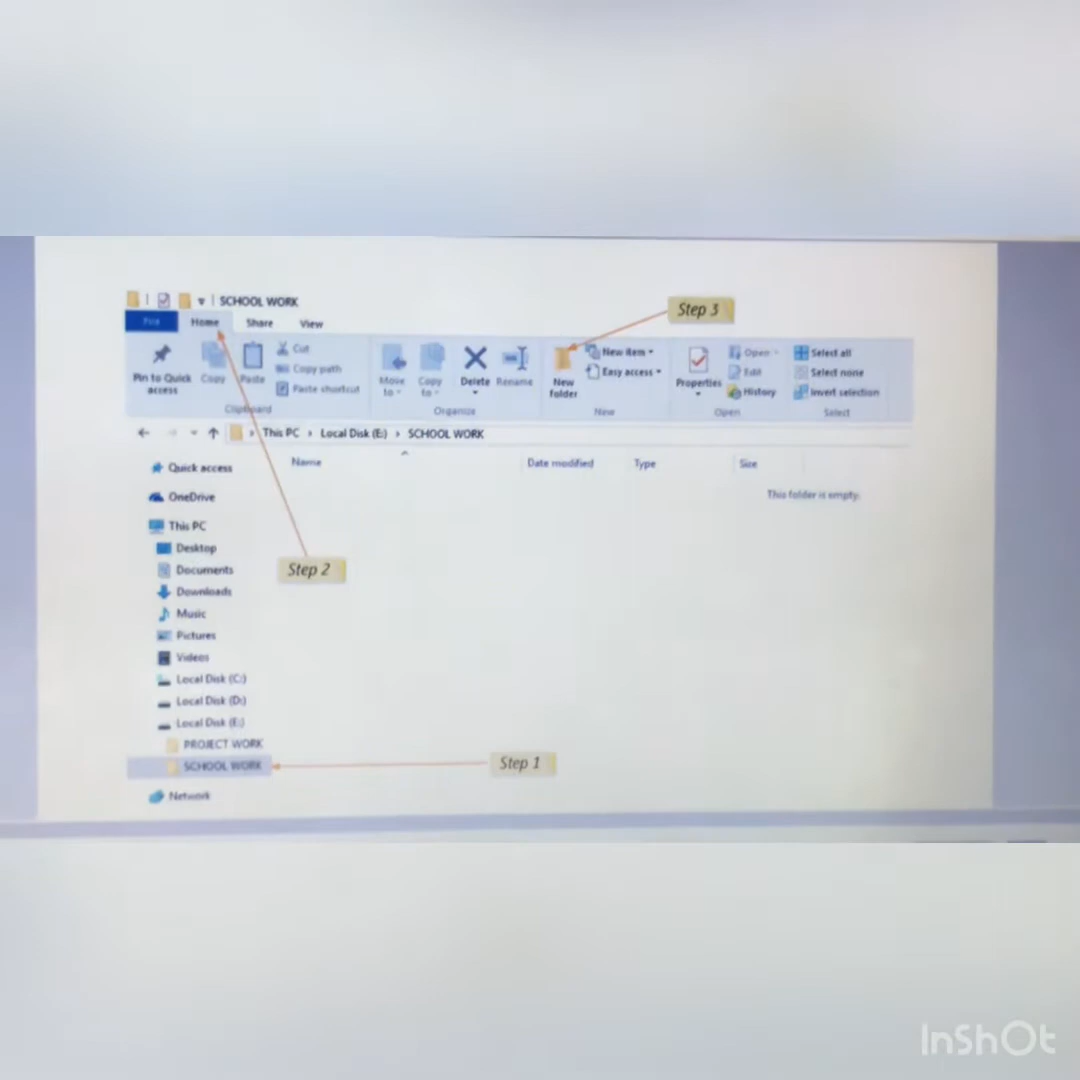 SCHOOL WORK
File Home Share View
Step 3
Pin to Quick access
Copy
Paste
Cut
Copy path
Paste shortcut
Clipboard
Move to
Copy to
Delete
Rename
Organize
New folder
New item
Easy access
New
Properties
Open
Edit
History
Open
Select all
Select none
Invert selection
Select
This PC > Local Disk (E:) > SCHOOL WORK
Name Date modified Type Size
This folder is empty.
Quick access
OneDrive
This PC
Desktop
Documents
Downloads
Music
Pictures
Videos
Local Disk (C:)
Local Disk (D:)
Local Disk (E:)
PROJECT WORK
SCHOOL WORK
Network
Step 2
Step 1
InShOt